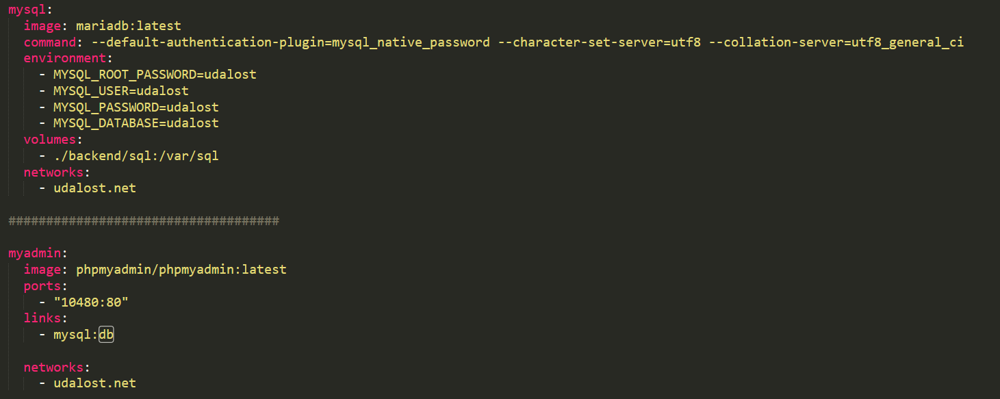 mysql:
image: mariadb:latest
command: --default-authentication-plugin=mysql_native_password --character-set-server=utf8 --collation-server=utf8_general_ci
environment:
- MYSQL_ROOT_PASSWORD=udalost
- MYSQL_USER=udalost
- MYSQL_PASSWORD=udalost
- MYSQL_DATABASE=udalost
volumes:
- ./backend/sql:/var/sql
networks:
- udalost.net
####################################
myadmin:
image: phpmyadmin/phpmyadmin:latest
ports:
- "10480:80"
links:
- mysql:db
networks:
- udalost.net